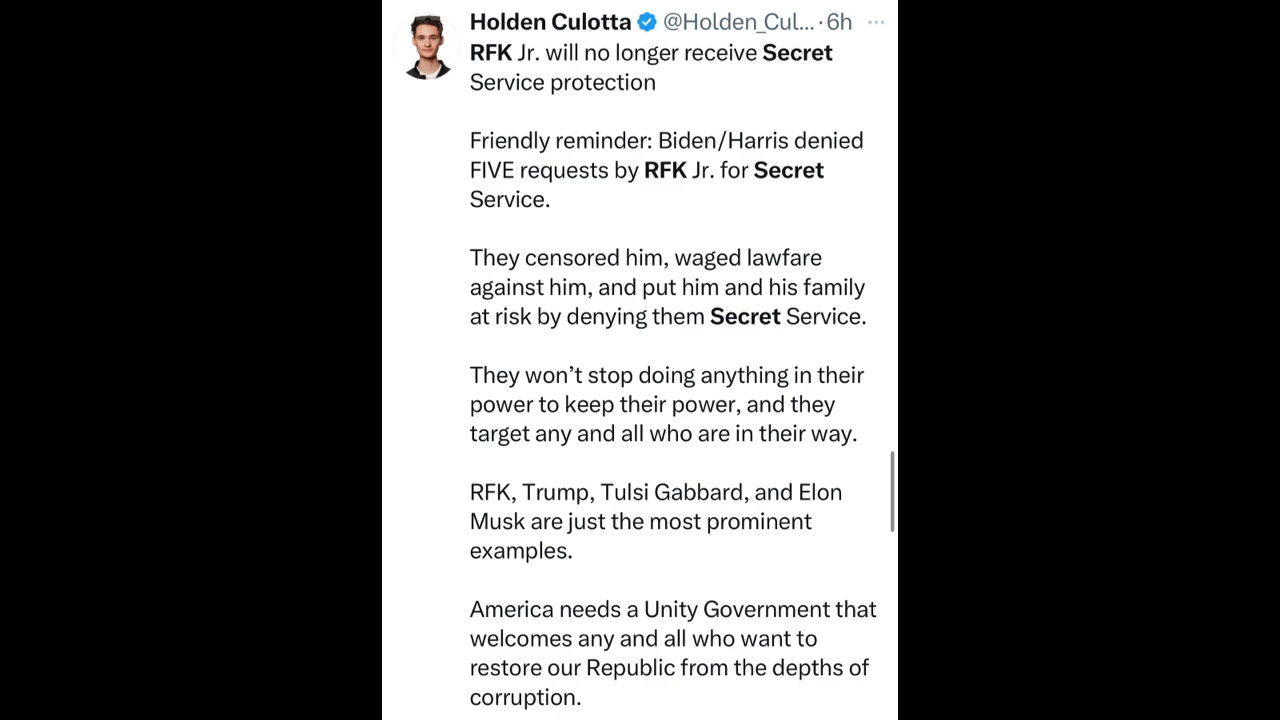 Holden Culotta @Holden_Cul... · 6h ...
RFK Jr. will no longer receive Secret
Service protection
Friendly reminder: Biden/Harris denied
FIVE requests by RFK Jr. for Secret
Service.
They censored him, waged lawfare
against him, and put him and his family
at risk by denying them Secret Service.
They won’t stop doing anything in their
power to keep their power, and they
target any and all who are in their way.
RFK, Trump, Tulsi Gabbard, and Elon
Musk are just the most prominent
examples.
America needs a Unity Government that
welcomes any and all who want to
restore our Republic from the depths of
corruption.